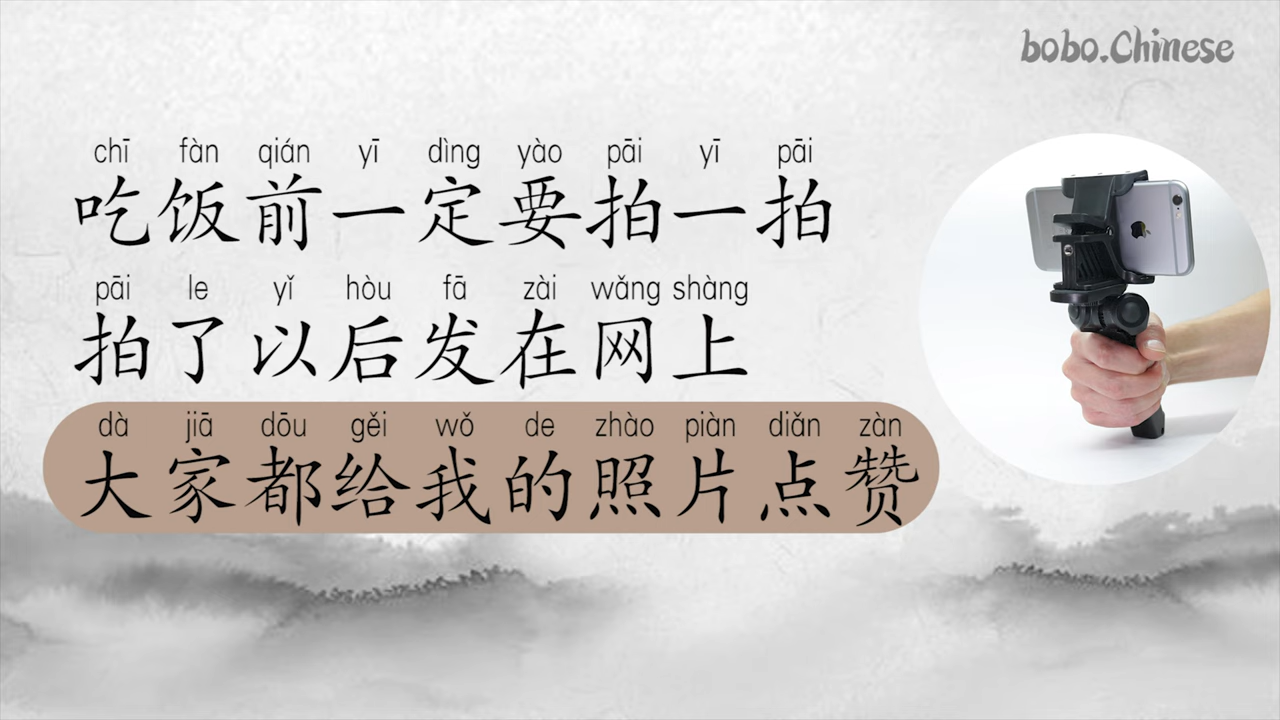 bobo.Chinese
chī fàn qián yī dìng yào pāi yī pāi
吃饭前一定要拍一拍
pāi le yǐ hòu fā zài wǎng shàng
拍了以后发在网上
dà jiā dōu gěi wǒ de zhào piàn diǎn zàn
大家都给我的照片点赞